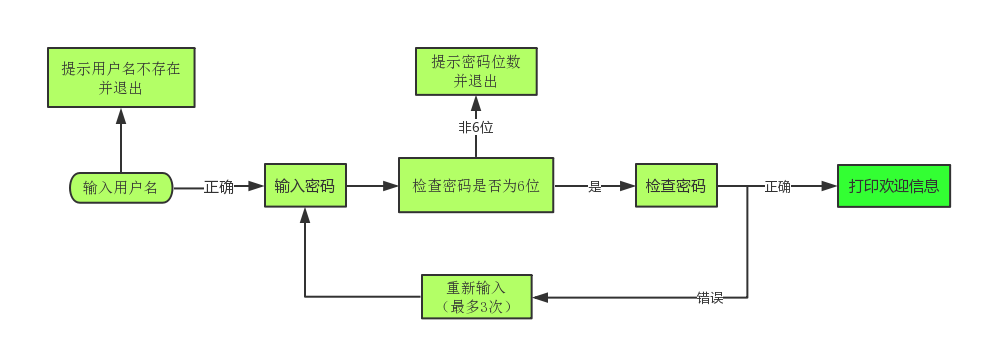 提示用户名不存在
并退出
提示密码位数
并退出
非6位
输入用户名
正确
输入密码
检查密码是否为6位
是
检查密码
正确
打印欢迎信息
重新输入
（最多3次）
错误